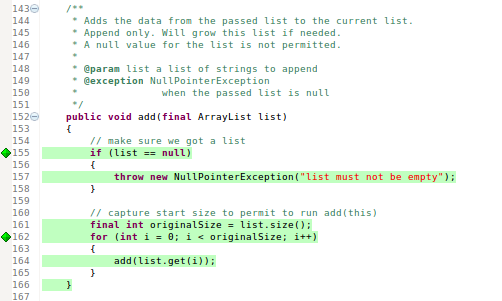 143 /**
144 * Adds the data from the passed list to the current list.
145 * Append only. Will grow this list if needed.
146 * A null value for the list is not permitted.
147 *
148 * @param list a list of strings to append
149 * @exception NullPointerException
150 * when the passed list is null
151 */
152 public void add(final ArrayList list)
153 {
154 // make sure we got a list
155 if (list == null)
156 {
157 throw new NullPointerException("list must not be empty");
158 }
159
160 // capture start size to permit to run add(this)
161 final int originalSize = list.size();
162 for (int i = 0; i < originalSize; i++)
163 {
164 add(list.get(i));
165 }
166 }
167